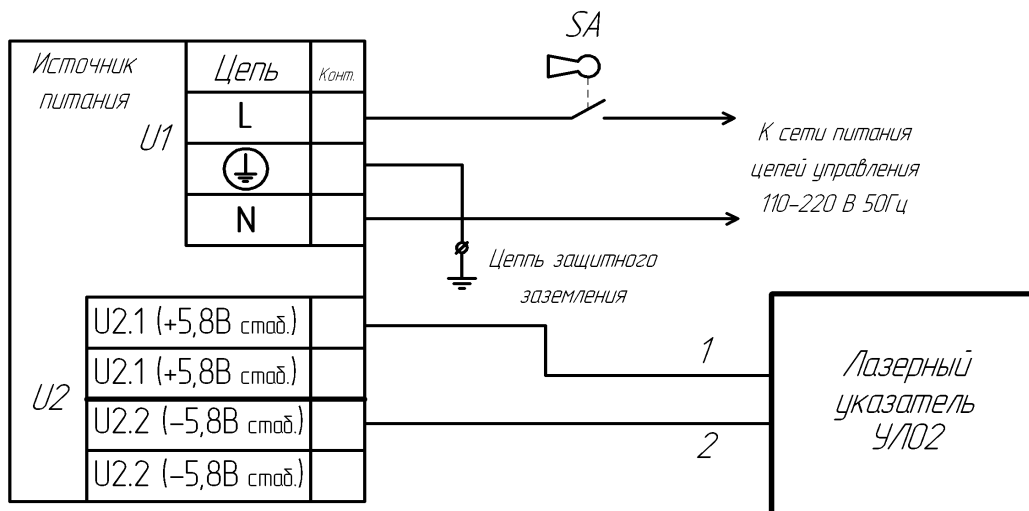 SA
Источник
питания
Цепь
Конт.
U1
L
N
К сети питания
цепей управления
110-220 В 50Гц
Цеппь защитного
заземления
U2
U2.1 (+5,8В стаб.)
U2.1 (+5,8В стаб.)
U2.2 (-5,8В стаб.)
U2.2 (-5,8В стаб.)
1
2
Лазерный
указатель
УЛО2